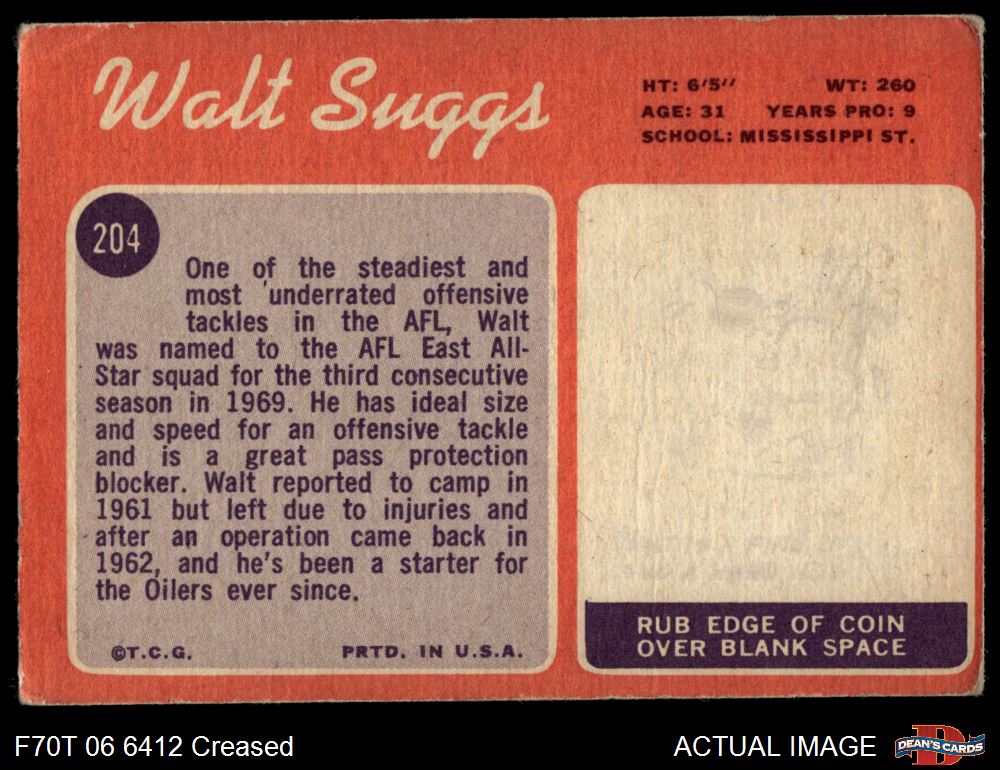 Walt Suggs
HT: 6'5" WT: 260
AGE: 31 YEARS PRO: 9
SCHOOL: MISSISSIPPI ST.
204
One of the steadiest and
most underrated offensive
tackles in the AFL, Walt
was named to the AFL East All-
Star squad for the third consecutive
season in 1969. He has ideal size
and speed for an offensive tackle
and is a great pass protection
blocker. Walt reported to camp in
1961 but left due to injuries and
after an operation came back in
1962, and he's been a starter for
the Oilers ever since.
©T.C.G. PRTD. IN U.S.A.
RUB EDGE OF COIN
OVER BLANK SPACE
F70T 06 6412 Creased
ACTUAL IMAGE
D
DEAN'S CARDS